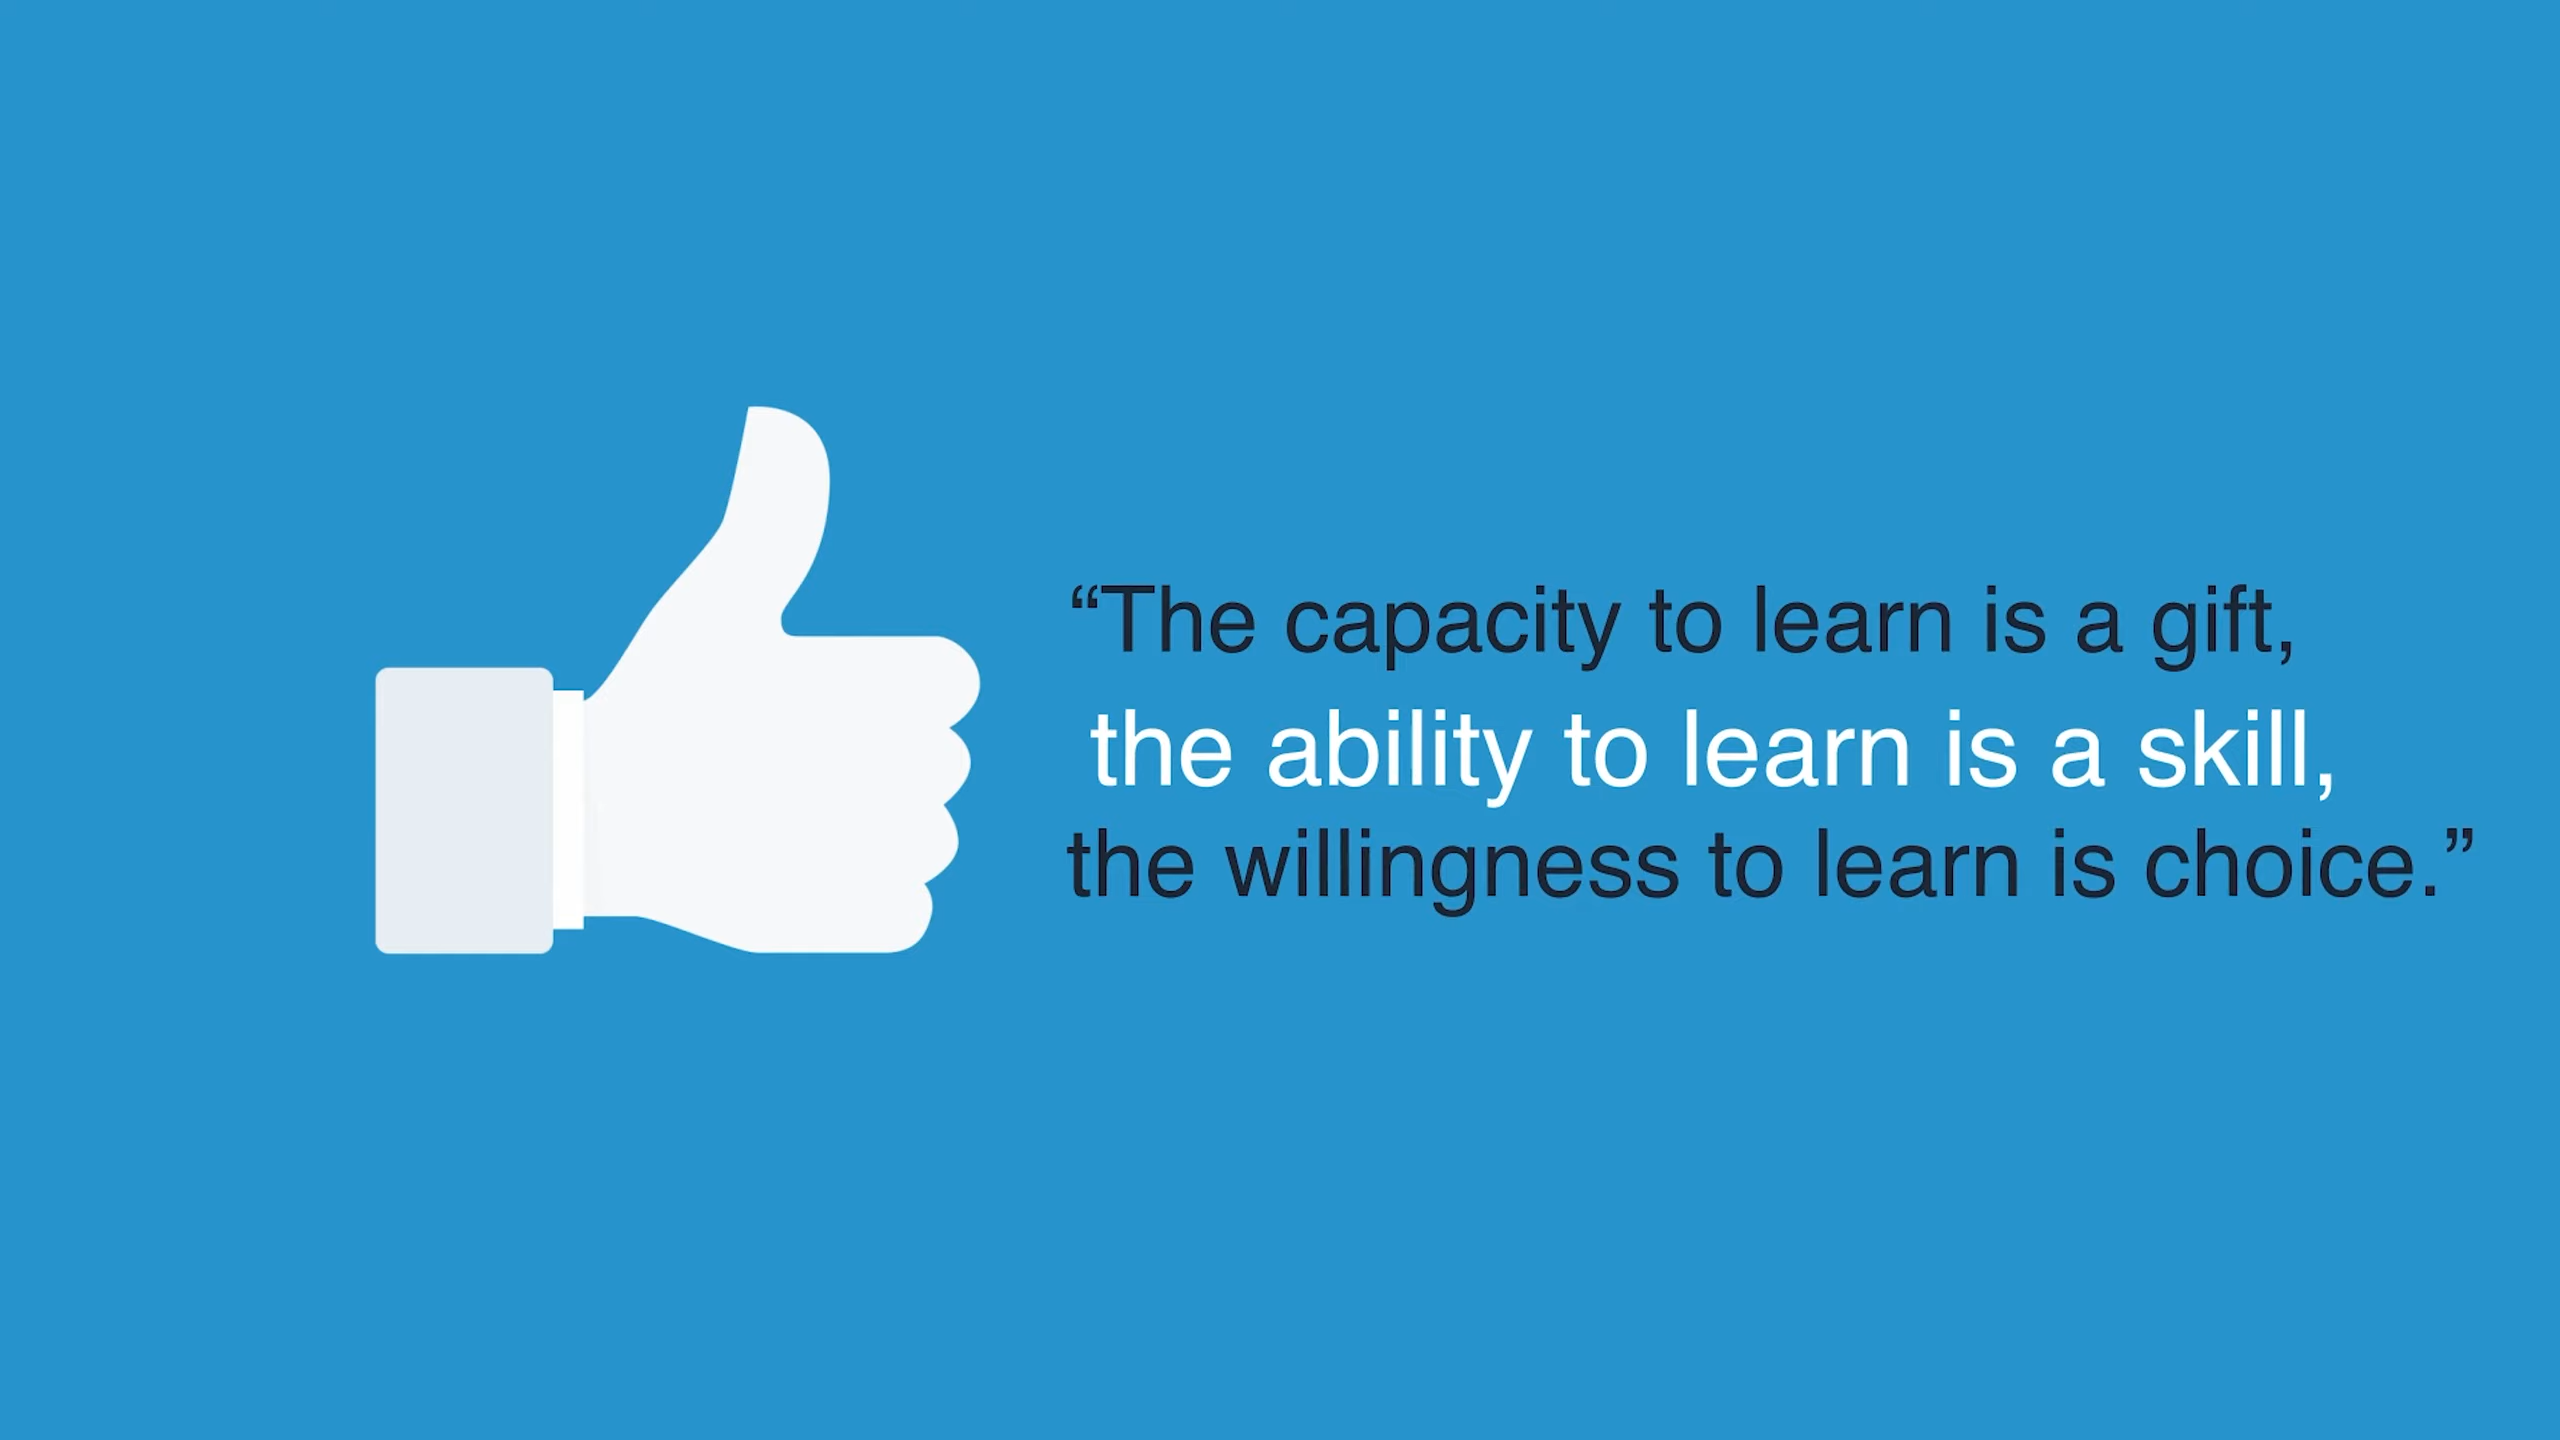 “The capacity to learn is a gift,
the ability to learn is a skill,
the willingness to learn is choice.”